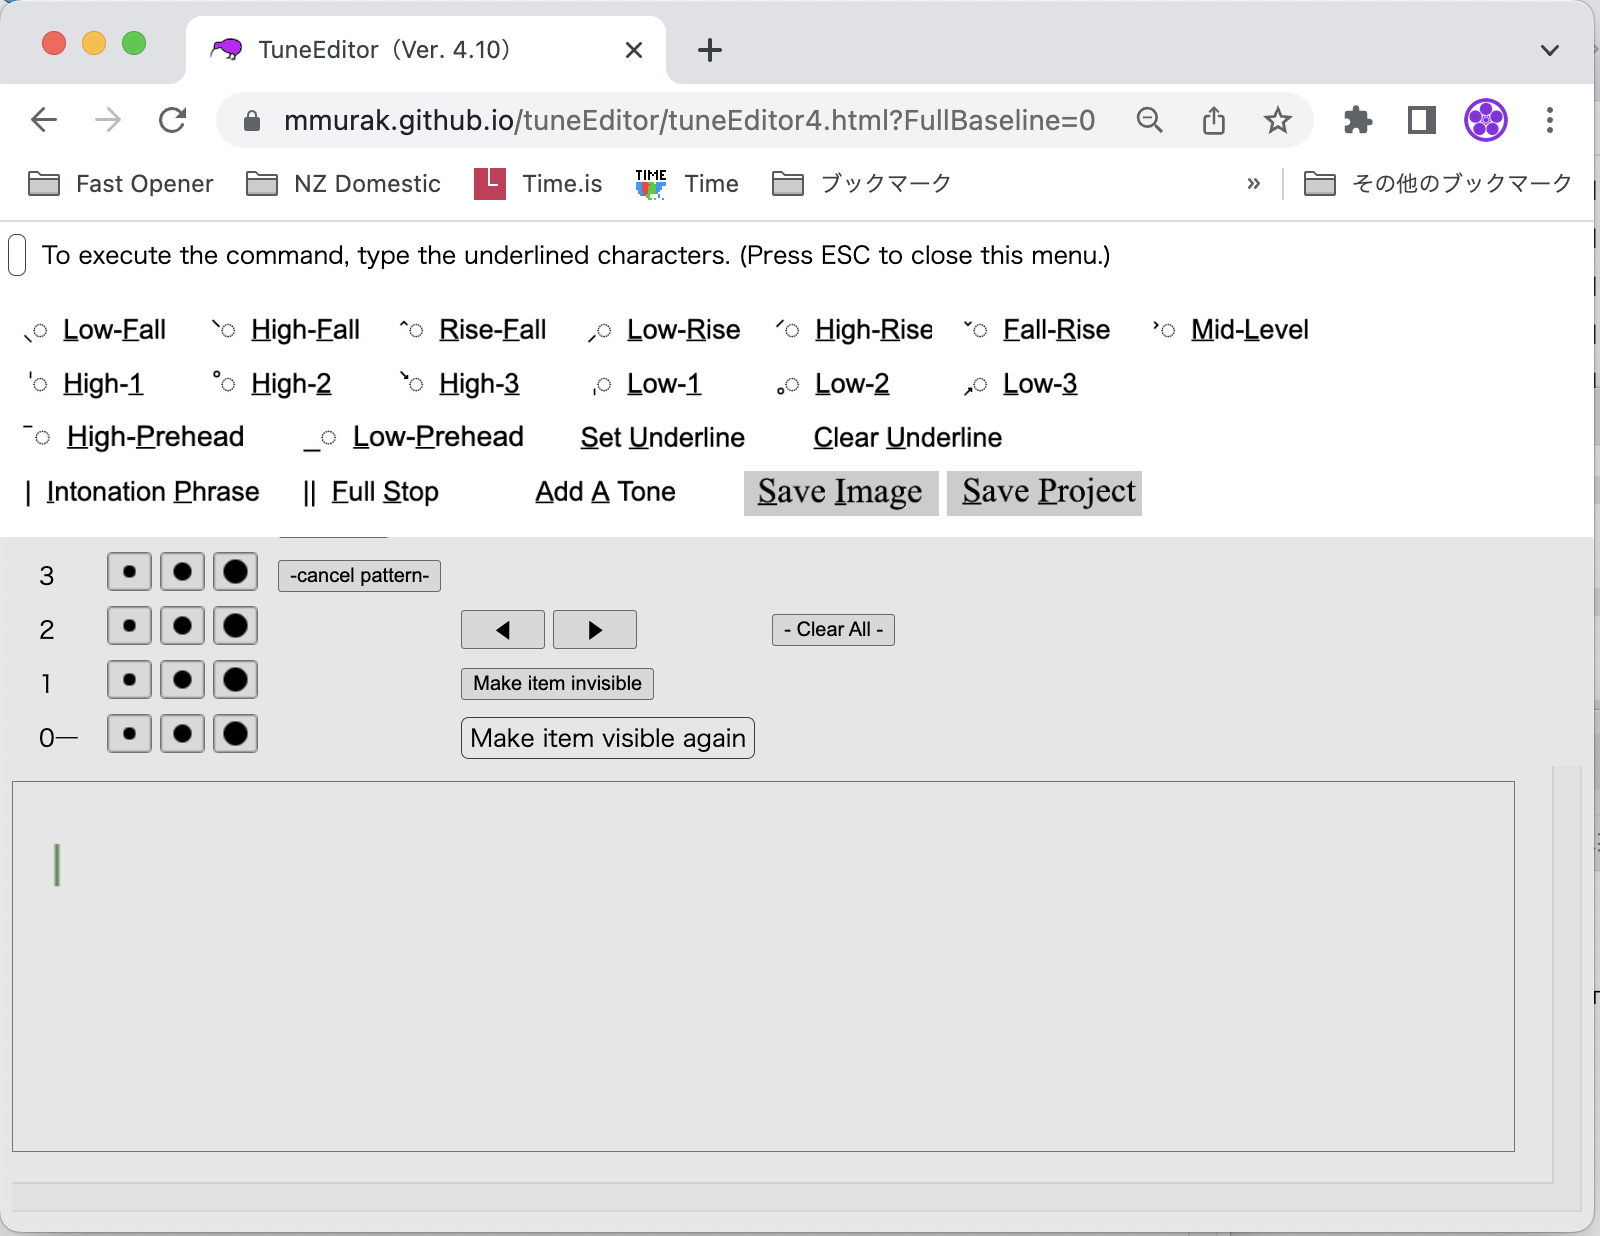 TuneEditor（Ver. 4.10）
mmurak.github.io/tuneEditor/tuneEditor4.html?FullBaseline=0
Fast Opener NZ Domestic Time.is TIME Time ブックマーク » その他のブックマーク
To execute the command, type the underlined characters. (Press ESC to close this menu.)
Low-Fall High-Fall Rise-Fall Low-Rise High-Rise Fall-Rise Mid-Level
High-1 High-2 High-3 Low-1 Low-2 Low-3
High-Prehead Low-Prehead Set Underline Clear Underline
| Intonation Phrase || Full Stop Add A Tone Save Image Save Project
3 -cancel pattern-
2 - Clear All -
1 Make item invisible
0— Make item visible again